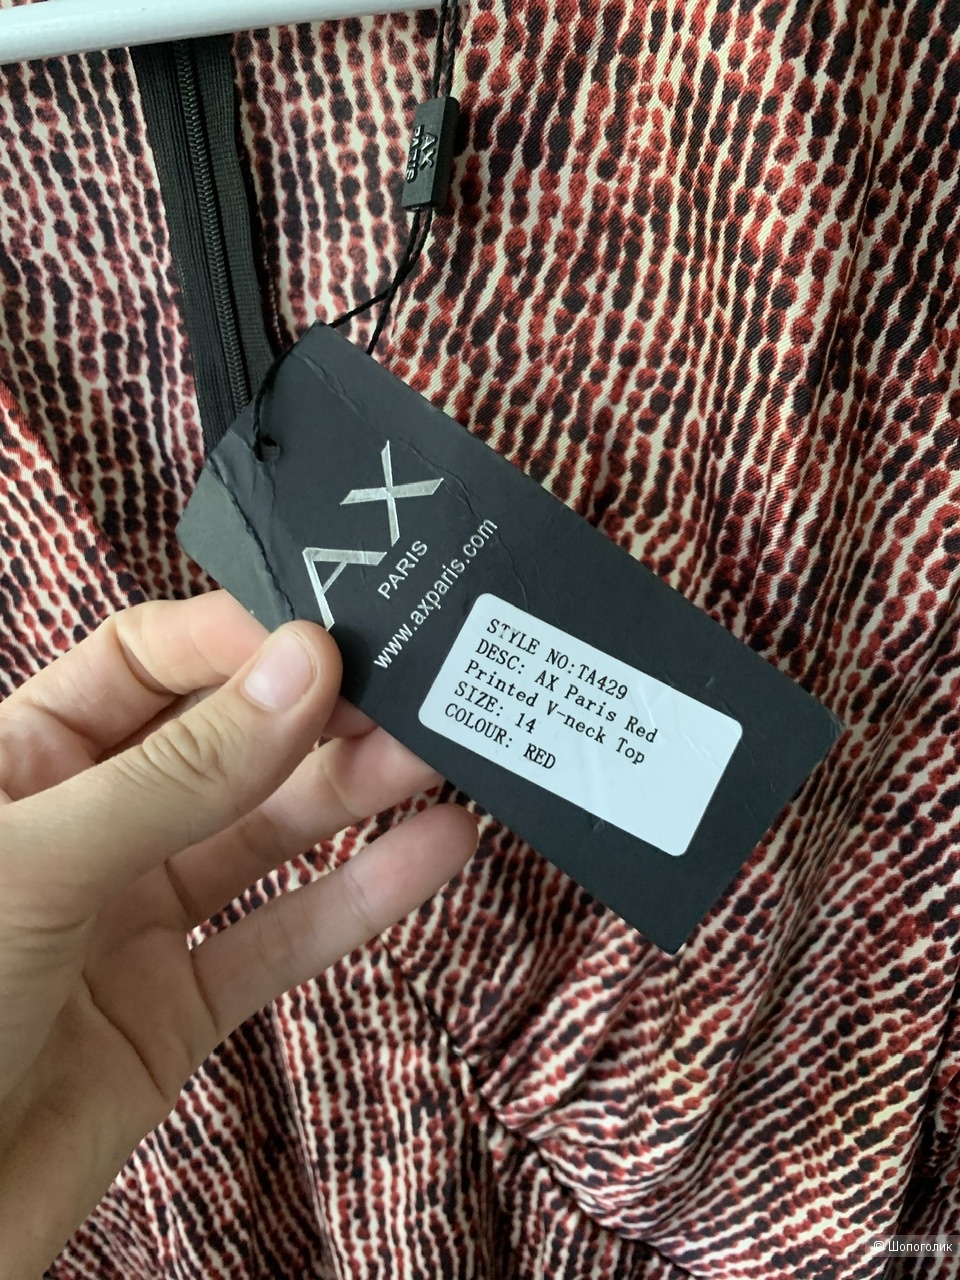 AX
PARIS
AX
PARIS
www.axparis.com
STYLE NO:TA429
DESC: AX Paris Red
Printed V-neck Top
SIZE: 14
COLOUR: RED
© Шопоголик